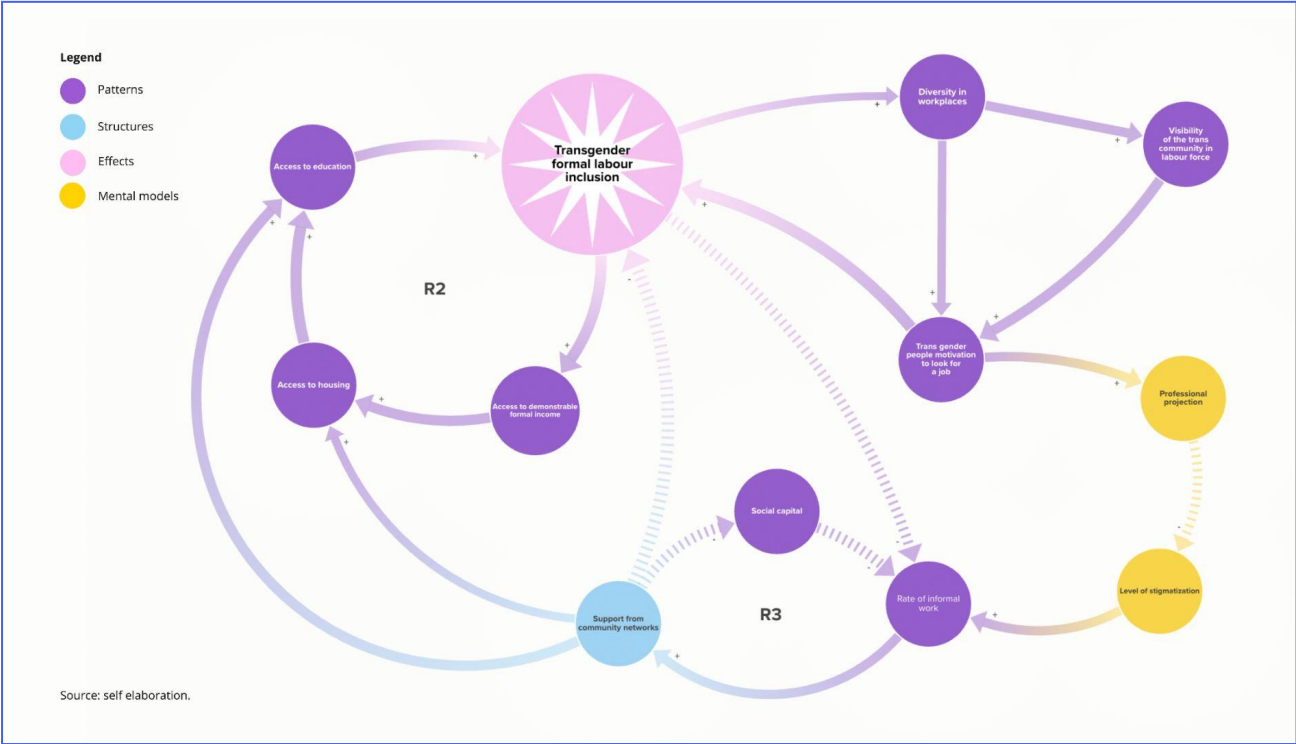 Legend
Patterns
Structures
Effects
Mental models
Access to education
Transgender
formal labour
inclusion
Diversity in
workplaces
Visibility
of the trans
community in
labour force
+
+
+
+
+
+
-
R2
+
+
+
Trans gender
people motivation
to look for
a job
+
Professional
projection
Access to housing
+
Access to demonstrable
formal income
+
Social capital
-
-
-
-
Level of stigmatization
Rate of informal
work
+
R3
Support from
community networks
+
Source: self elaboration.